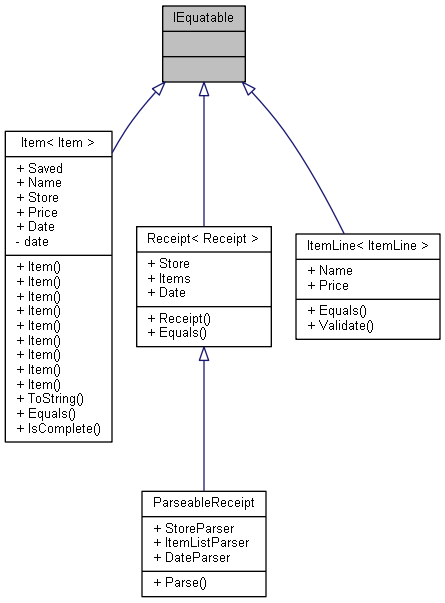 IEquatable
Item< Item >
+ Saved
+ Name
+ Store
+ Price
+ Date
- date
+ Item()
+ Item()
+ Item()
+ Item()
+ Item()
+ Item()
+ Item()
+ Item()
+ Item()
+ ToString()
+ Equals()
+ IsComplete()
Receipt< Receipt >
+ Store
+ Items
+ Date
+ Receipt()
+ Equals()
ItemLine< ItemLine >
+ Name
+ Price
+ Equals()
+ Validate()
ParseableReceipt
+ StoreParser
+ ItemListParser
+ DateParser
+ Parse()